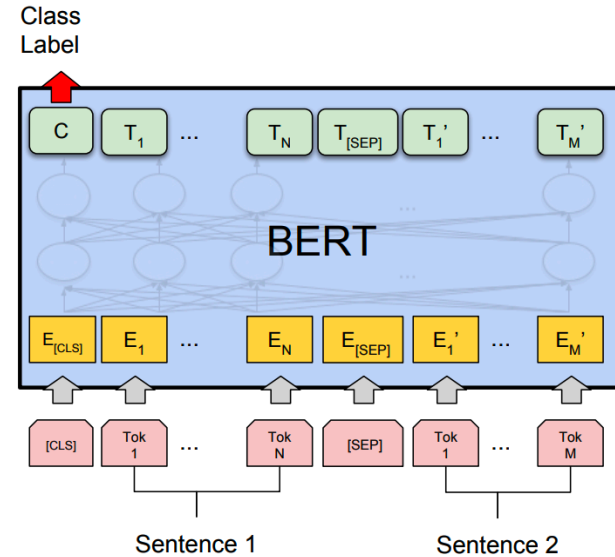 Class
Label
C T1 ... TN T[SEP] T1' ... TM'
...
BERT
...
E[CLS] E1 ... EN E[SEP] E1' ... EM'
[CLS] Tok 1 ... Tok N [SEP] Tok 1 ... Tok M
Sentence 1 Sentence 2